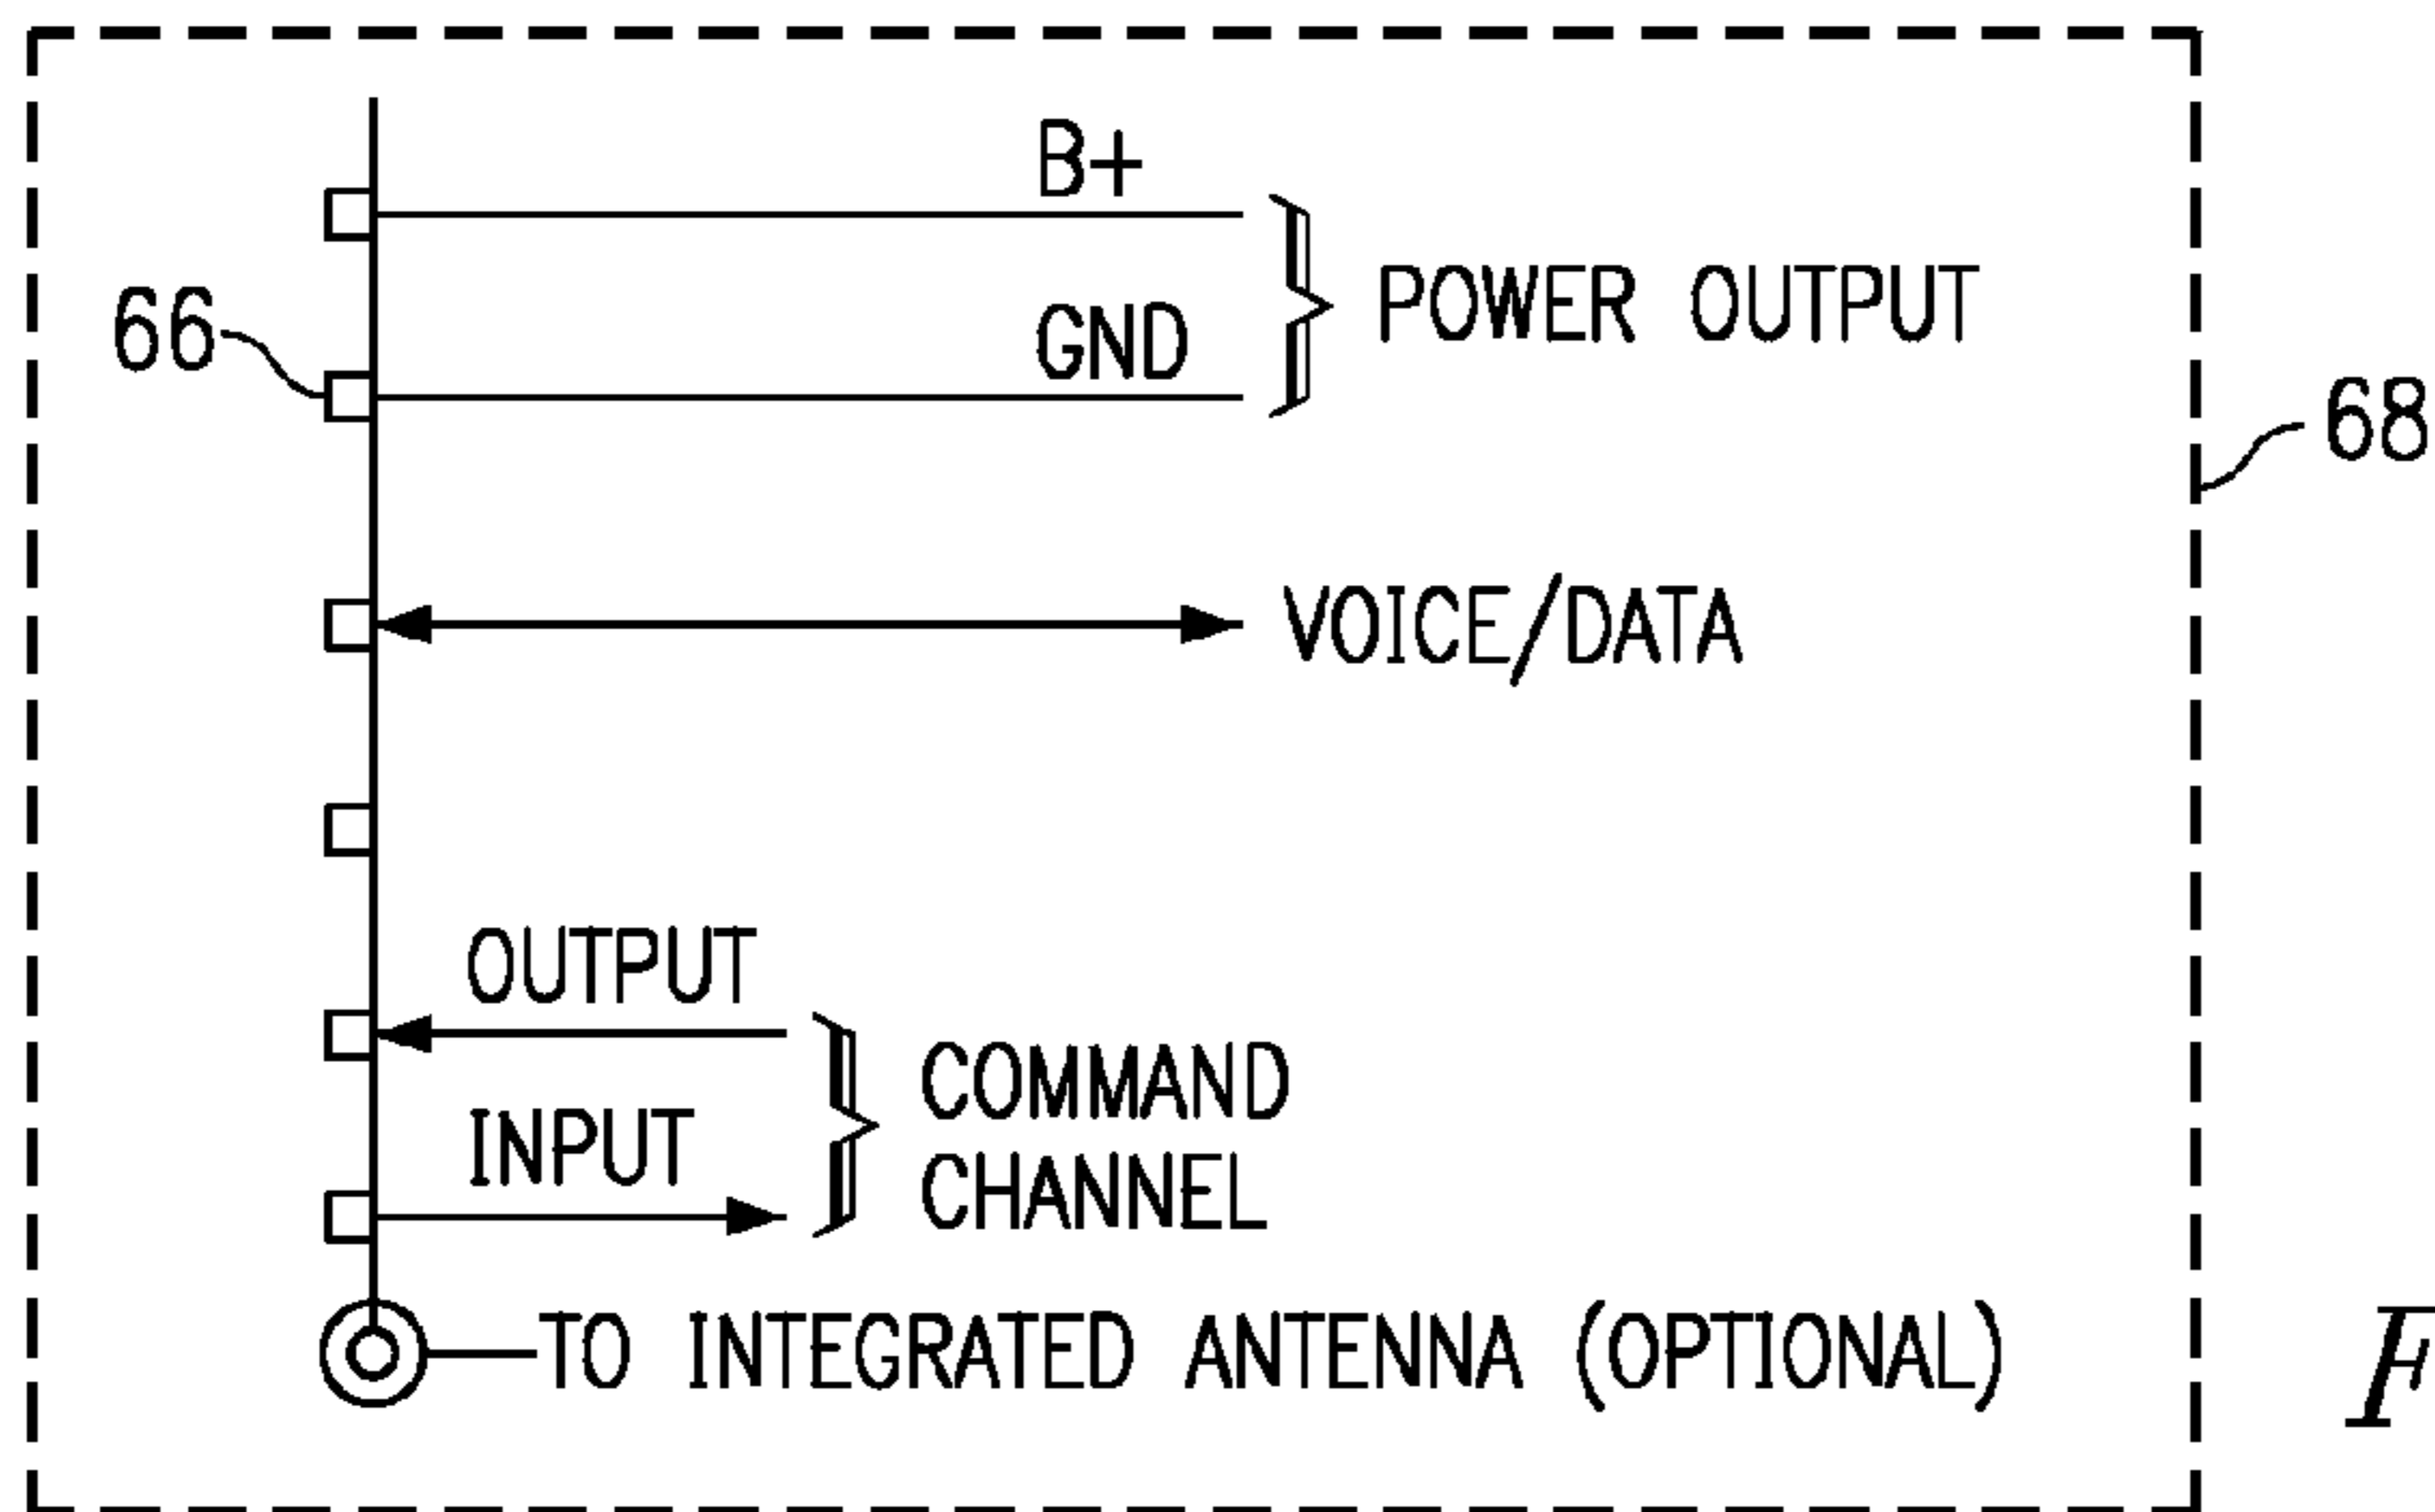 B+
66
GND
POWER OUTPUT
68
VOICE/DATA
OUTPUT
INPUT
COMMAND
CHANNEL
TO INTEGRATED ANTENNA (OPTIONAL)
F